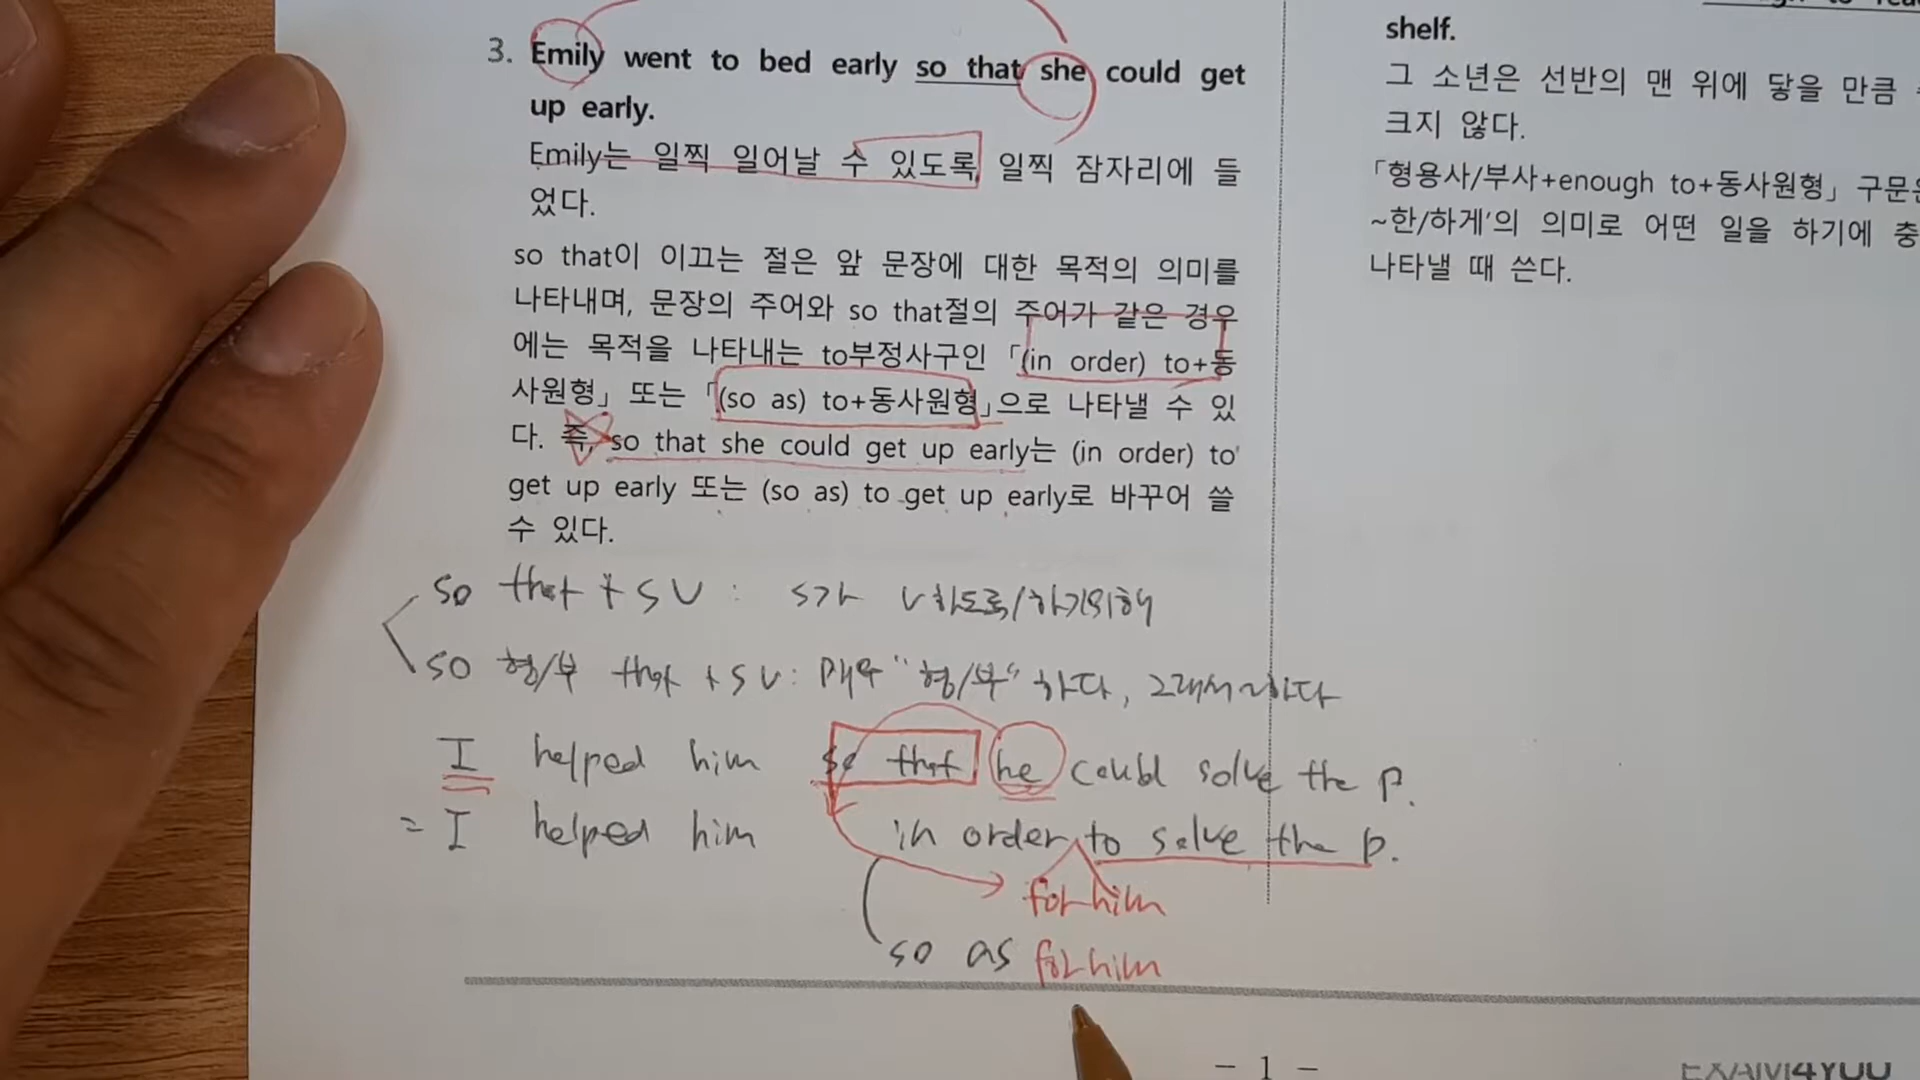 3. Emily went to bed early so that she could get
up early.
Emily는 일찍 일어날 수 있도록 일찍 잠자리에 들
었다.
so that이 이끄는 절은 앞 문장에 대한 목적의 의미를
나타내며, 문장의 주어와 so that절의 주어가 같은 경우
에는 목적을 나타내는 to부정사구인 「(in order) to+동
사원형」 또는 「(so as) to+동사원형」으로 나타낼 수 있
다. 즉, so that she could get up early는 (in order) to
get up early 또는 (so as) to get up early로 바꾸어 쓸
수 있다.
so that + S V : S가 V하도록/하기위해
so 형/부 that + S V : 매우 "형/부" 하다, 그래서 ~하다
I helped him so that he could solve the p.
= I helped him in order to solve the p.
for him
so as for him
shelf.
그 소년은 선반의 맨 위에 닿을 만큼
크지 않다.
「형용사/부사+enough to+동사원형」 구문은
~한/하게'의 의미로 어떤 일을 하기에 충
나타낼 때 쓴다.
- 1 -
EXAM4YOU